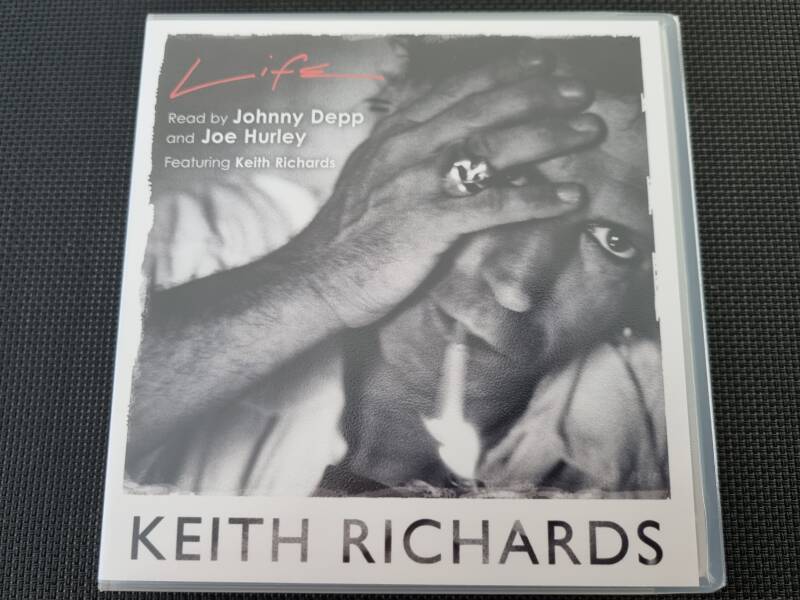 Life
Read by Johnny Depp
and Joe Hurley
Featuring Keith Richards
KEITH RICHARDS